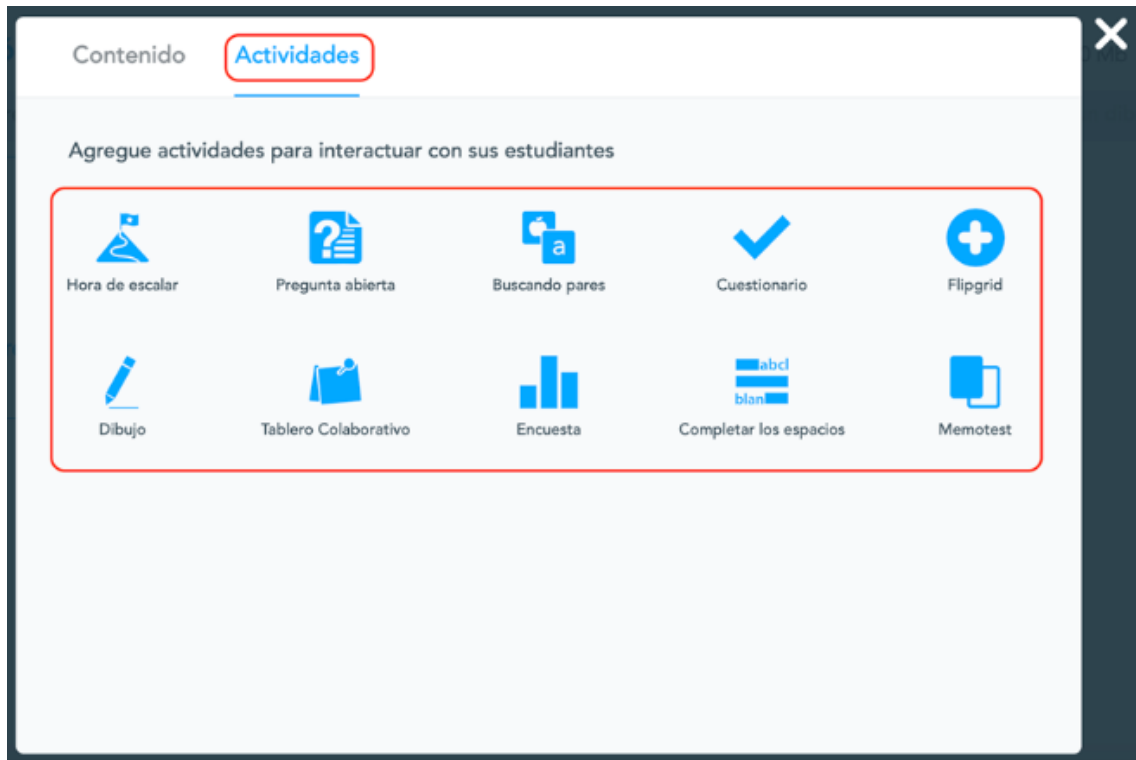 Contenido Actividades
Agregue actividades para interactuar con sus estudiantes
Hora de escalar Pregunta abierta Buscando pares Cuestionario Flipgrid
Dibujo Tablero Colaborativo Encuesta Completar los espacios Memotest
a
abcl
blan
MB